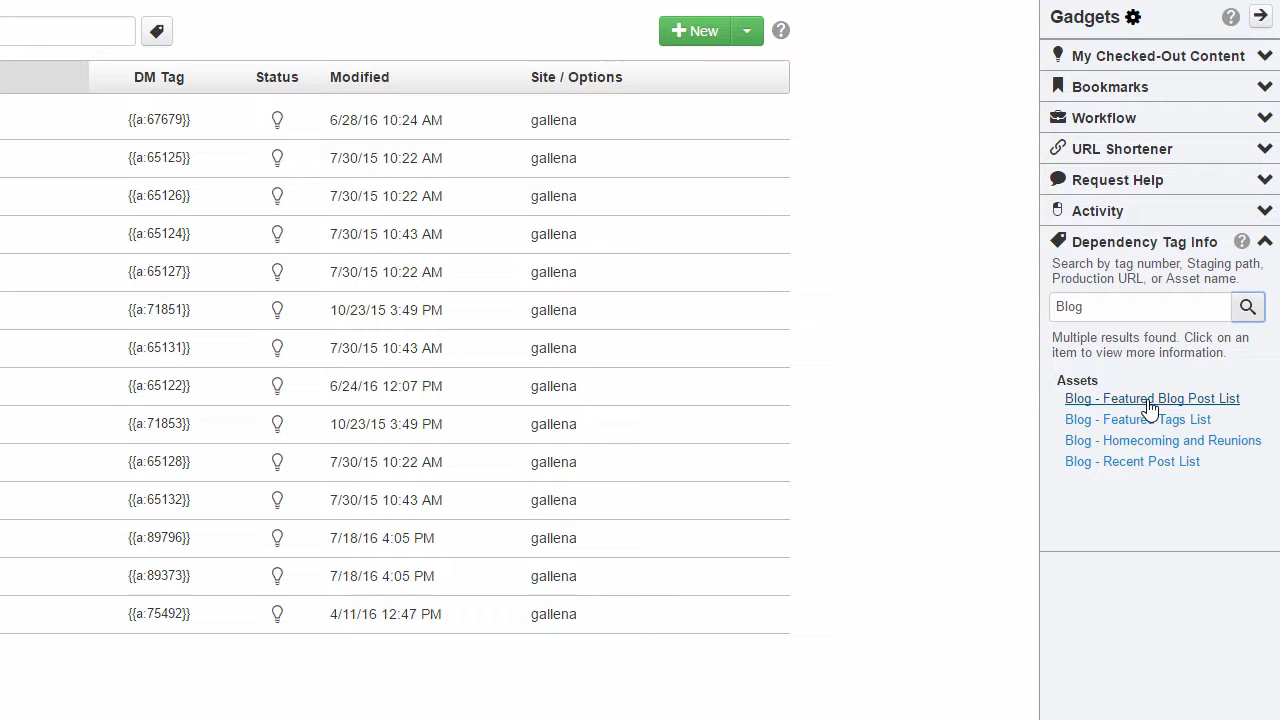 New
DM Tag Status Modified Site / Options
{{a:67679}} 6/28/16 10:24 AM gallena
{{a:65125}} 7/30/15 10:22 AM gallena
{{a:65126}} 7/30/15 10:22 AM gallena
{{a:65124}} 7/30/15 10:43 AM gallena
{{a:65127}} 7/30/15 10:22 AM gallena
{{a:71851}} 10/23/15 3:49 PM gallena
{{a:65131}} 7/30/15 10:43 AM gallena
{{a:65122}} 6/24/16 12:07 PM gallena
{{a:71853}} 10/23/15 3:49 PM gallena
{{a:65128}} 7/30/15 10:22 AM gallena
{{a:65132}} 7/30/15 10:43 AM gallena
{{a:89796}} 7/18/16 4:05 PM gallena
{{a:89373}} 7/18/16 4:05 PM gallena
{{a:75492}} 4/11/16 12:47 PM gallena
Gadgets
My Checked-Out Content
Bookmarks
Workflow
URL Shortener
Request Help
Activity
Dependency Tag Info
Search by tag number, Staging path,
Production URL, or Asset name.
Blog
Multiple results found. Click on an
item to view more information.
Assets
Blog - Featured Blog Post List
Blog - Featured Tags List
Blog - Homecoming and Reunions
Blog - Recent Post List